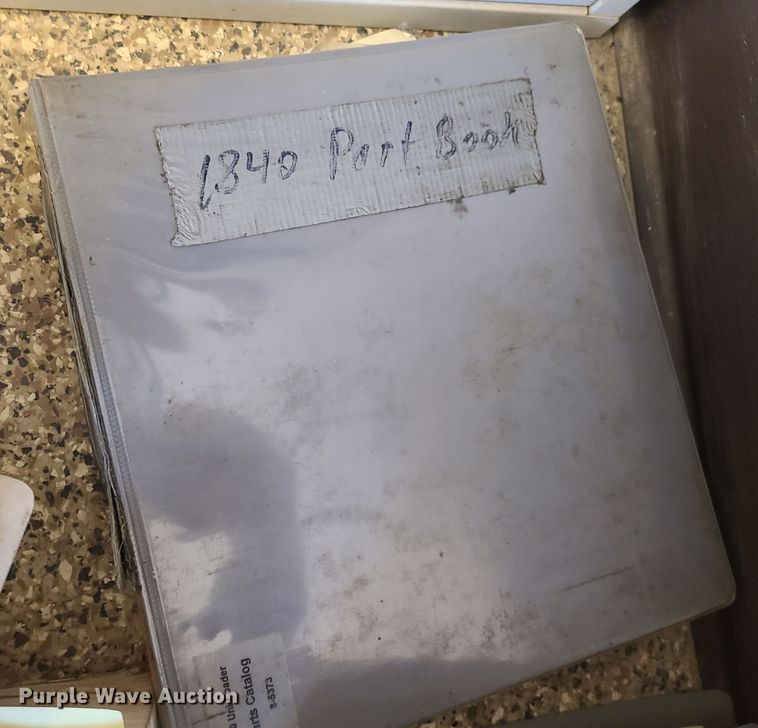 1840 Part Book
Parts Catalog
8-5373
Purple Wave Auction